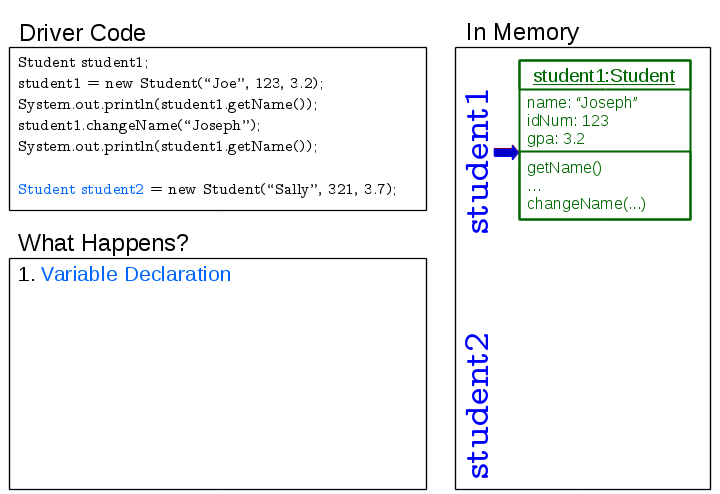 Driver Code
Student student1;
student1 = new Student(“Joe”, 123, 3.2);
System.out.println(student1.getName());
student1.changeName(“Joseph”);
System.out.println(student1.getName());
Student student2 = new Student(“Sally”, 321, 3.7);
What Happens?
1. Variable Declaration
In Memory
student1
student1:Student
name: “Joseph”
idNum: 123
gpa: 3.2
getName()
...
changeName(...)
student2